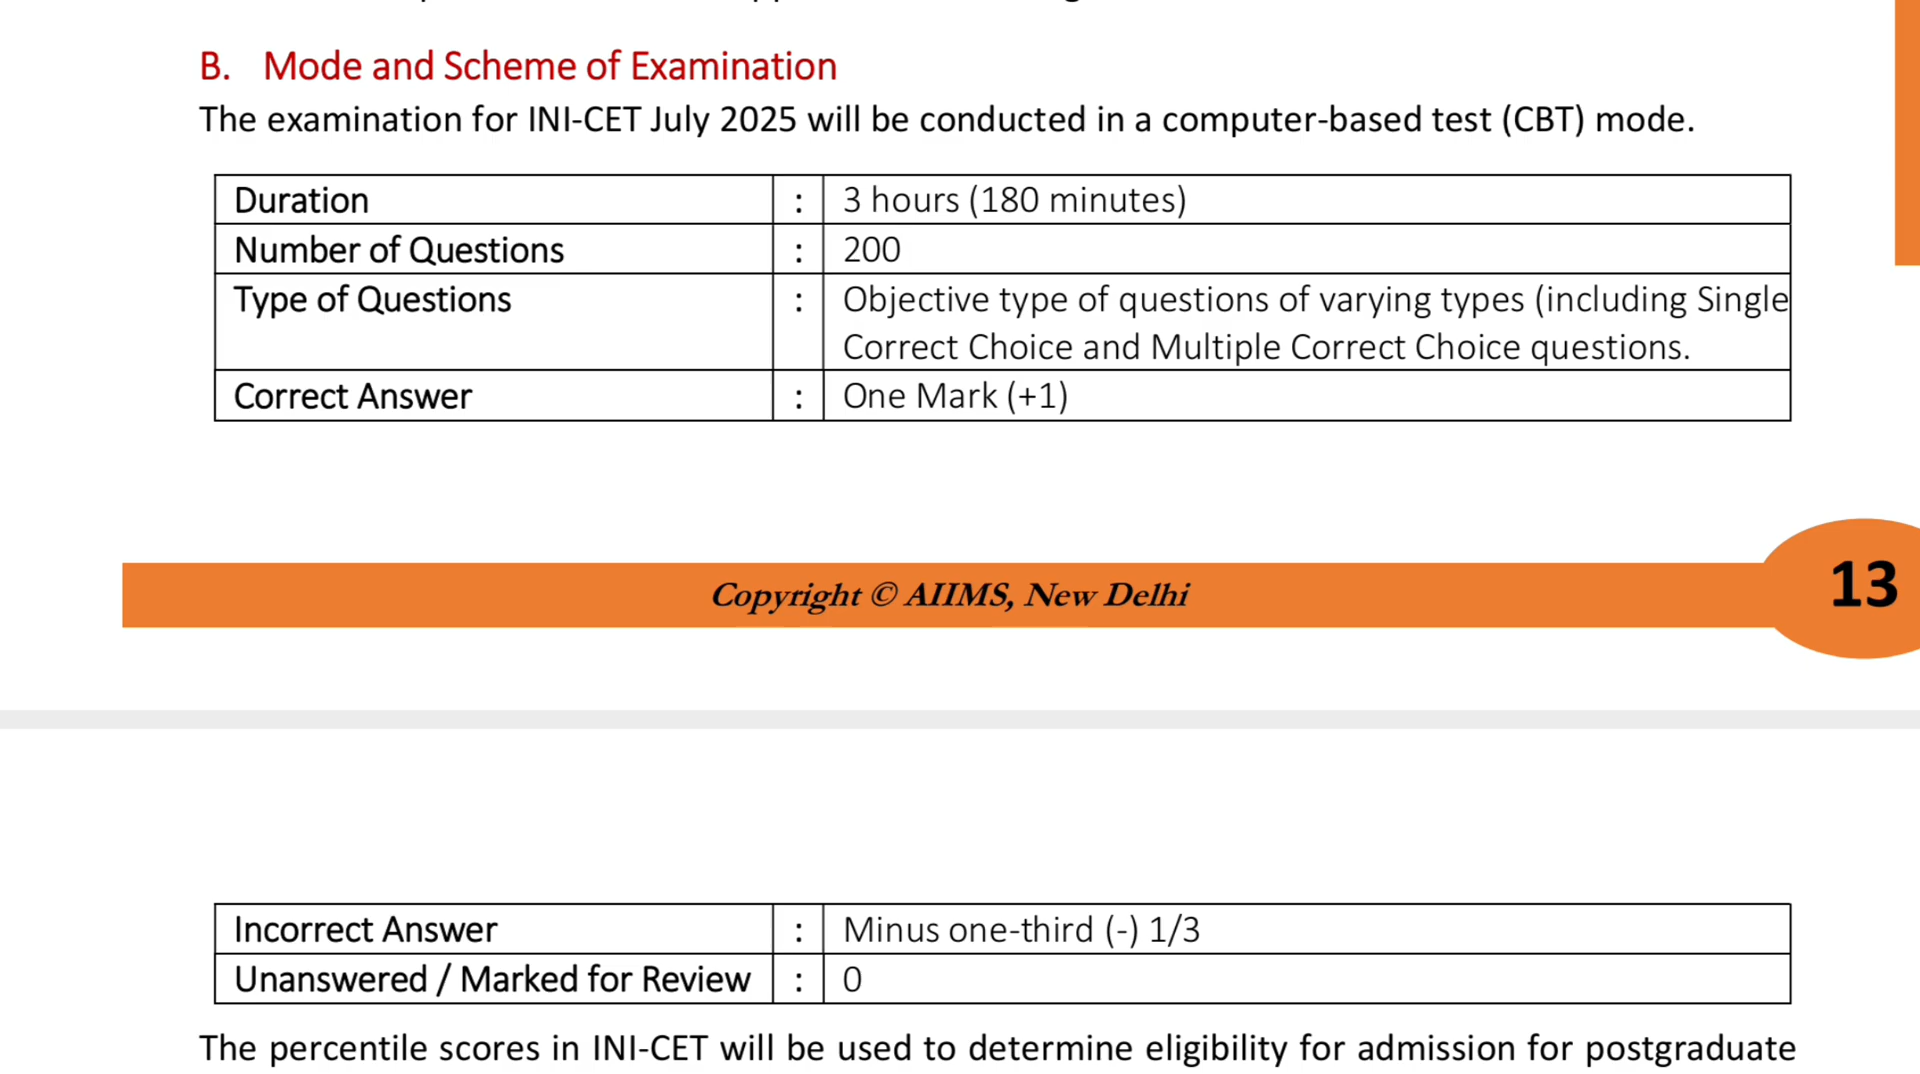 B. Mode and Scheme of Examination
The examination for INI-CET July 2025 will be conducted in a computer-based test (CBT) mode.
Duration : 3 hours (180 minutes)
Number of Questions : 200
Type of Questions : Objective type of questions of varying types (including Single
Correct Choice and Multiple Correct Choice questions.
Correct Answer : One Mark (+1)
Copyright © AIIMS, New Delhi
13
Incorrect Answer : Minus one-third (-) 1/3
Unanswered / Marked for Review : 0
The percentile scores in INI-CET will be used to determine eligibility for admission for postgraduate